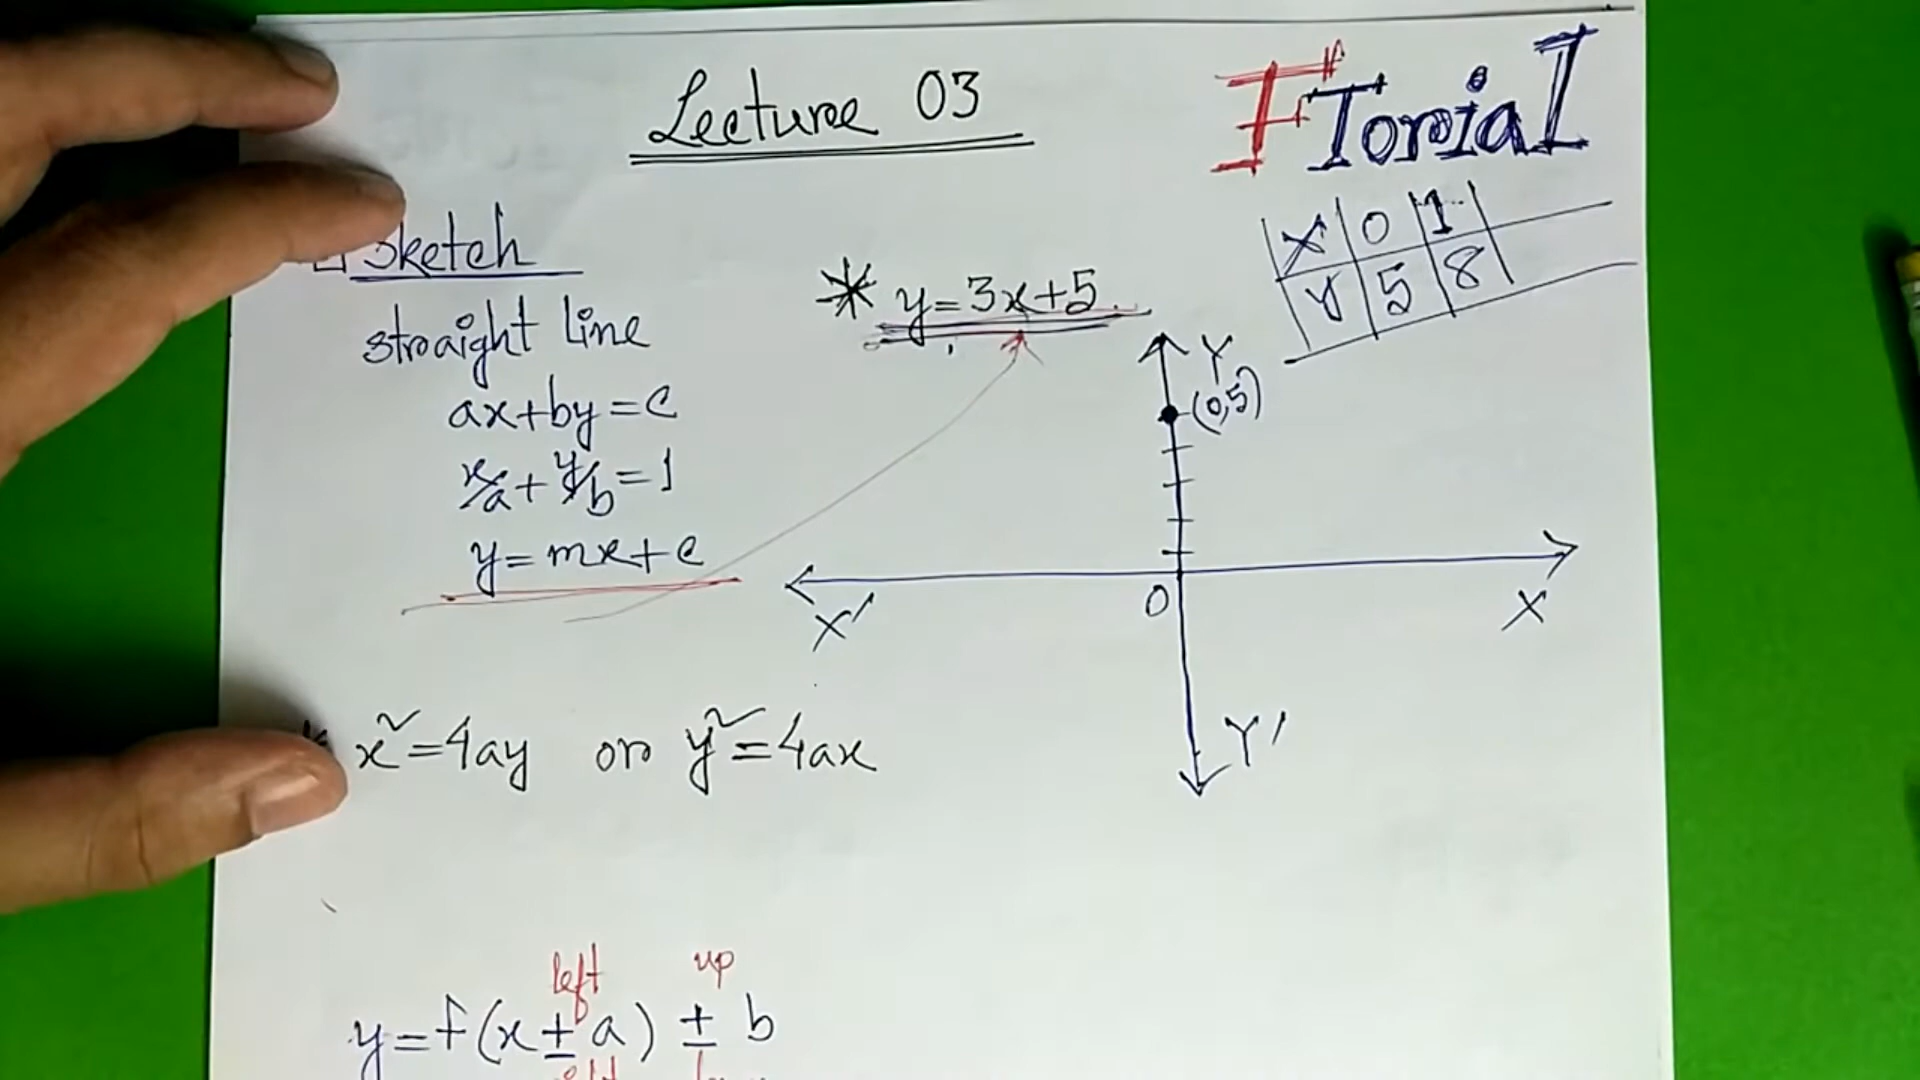 Lecture 03
FTorial
Sketch
straight line
ax+by=c
x/a + y/b = 1
y=mx+c
* y=3x+5
X 0 1
Y 5 8
Y
(0,5)
X'
O
X
Y'
x²=4ay or y²=4ax
left up
y=f(x±a) ± b